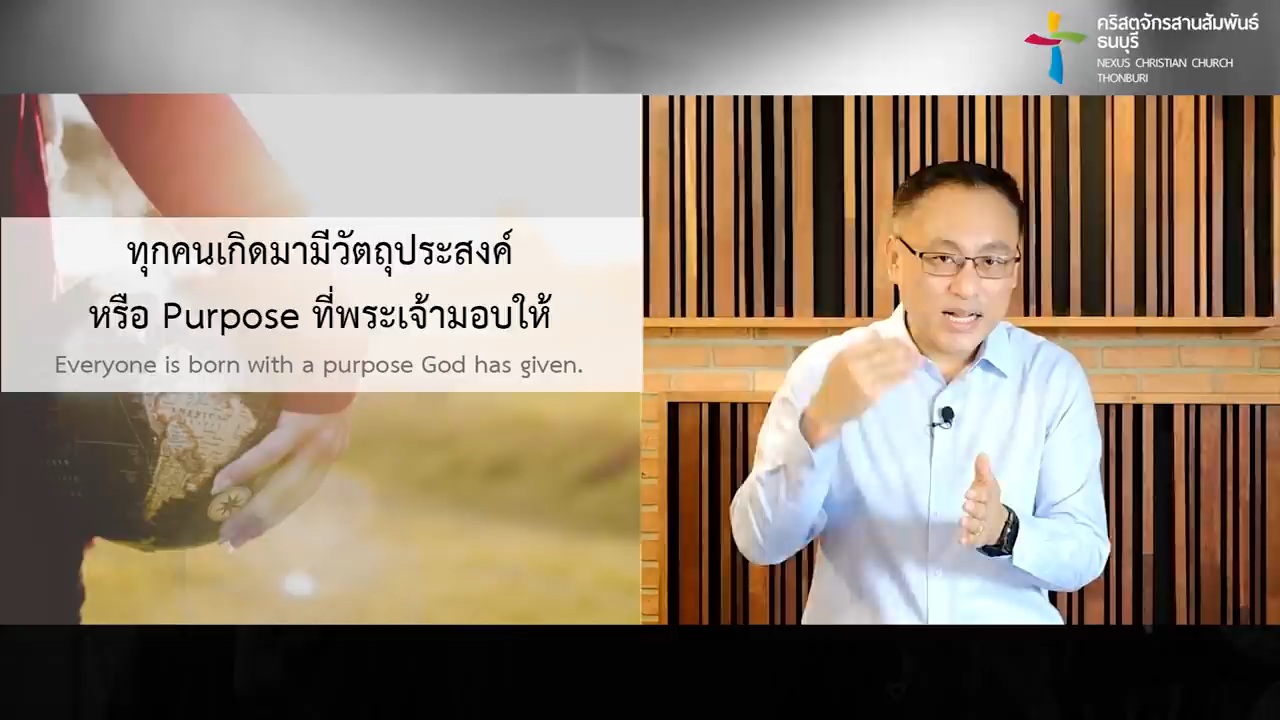 คริสตจักรสานสัมพันธ์
ธนบุรี
NEXUS CHRISTIAN CHURCH
THONBURI
ทุกคนเกิดมามีวัตถุประสงค์
หรือ Purpose ที่พระเจ้ามอบให้
Everyone is born with a purpose God has given.